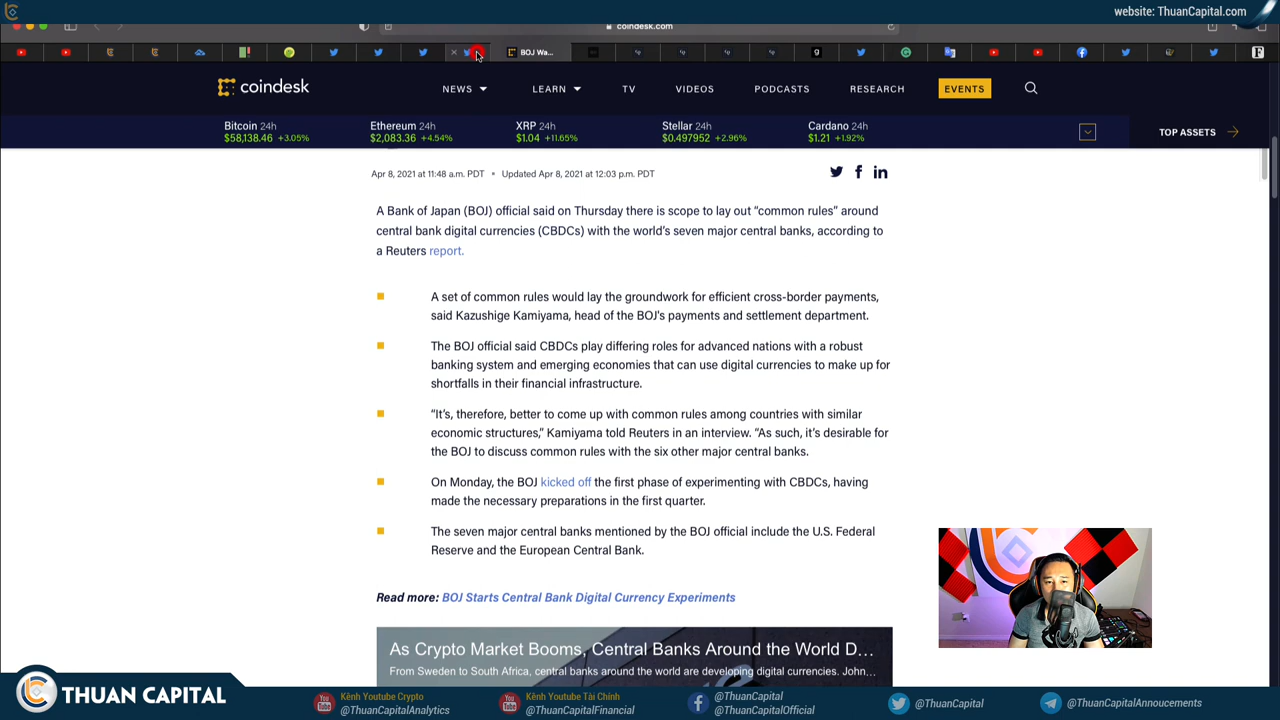 website: ThuanCapital.com
coindesk.com
BOJ Wa...
coindesk
NEWS LEARN TV VIDEOS PODCASTS RESEARCH EVENTS
Bitcoin 24h Ethereum 24h XRP 24h Stellar 24h Cardano 24h
$58,138.46 +3.05% $2,083.36 +4.54% $1.04 +11.65% $0.497952 +2.96% $1.21 +1.92%
TOP ASSETS
Apr 8, 2021 at 11:48 a.m. PDT • Updated Apr 8, 2021 at 12:03 p.m. PDT
A Bank of Japan (BOJ) official said on Thursday there is scope to lay out “common rules” around
central bank digital currencies (CBDCs) with the world’s seven major central banks, according to
a Reuters report.
A set of common rules would lay the groundwork for efficient cross-border payments,
said Kazushige Kamiyama, head of the BOJ’s payments and settlement department.
The BOJ official said CBDCs play differing roles for advanced nations with a robust
banking system and emerging economies that can use digital currencies to make up for
shortfalls in their financial infrastructure.
“It’s, therefore, better to come up with common rules among countries with similar
economic structures,” Kamiyama told Reuters in an interview. “As such, it’s desirable for
the BOJ to discuss common rules with the six other major central banks.
On Monday, the BOJ kicked off the first phase of experimenting with CBDCs, having
made the necessary preparations in the first quarter.
The seven major central banks mentioned by the BOJ official include the U.S. Federal
Reserve and the European Central Bank.
Read more: BOJ Starts Central Bank Digital Currency Experiments
As Crypto Market Booms, Central Banks Around the World D...
From Sweden to South Africa, central banks around the world are developing digital currencies. John...
THUAN CAPITAL
Kênh Youtube Crypto
@ThuanCapitalAnalytics
Kênh Youtube Tài Chính
@ThuanCapitalFinancial
@ThuanCapital
@ThuanCapitalOfficial
@ThuanCapital
@ThuanCapitalAnnoucements